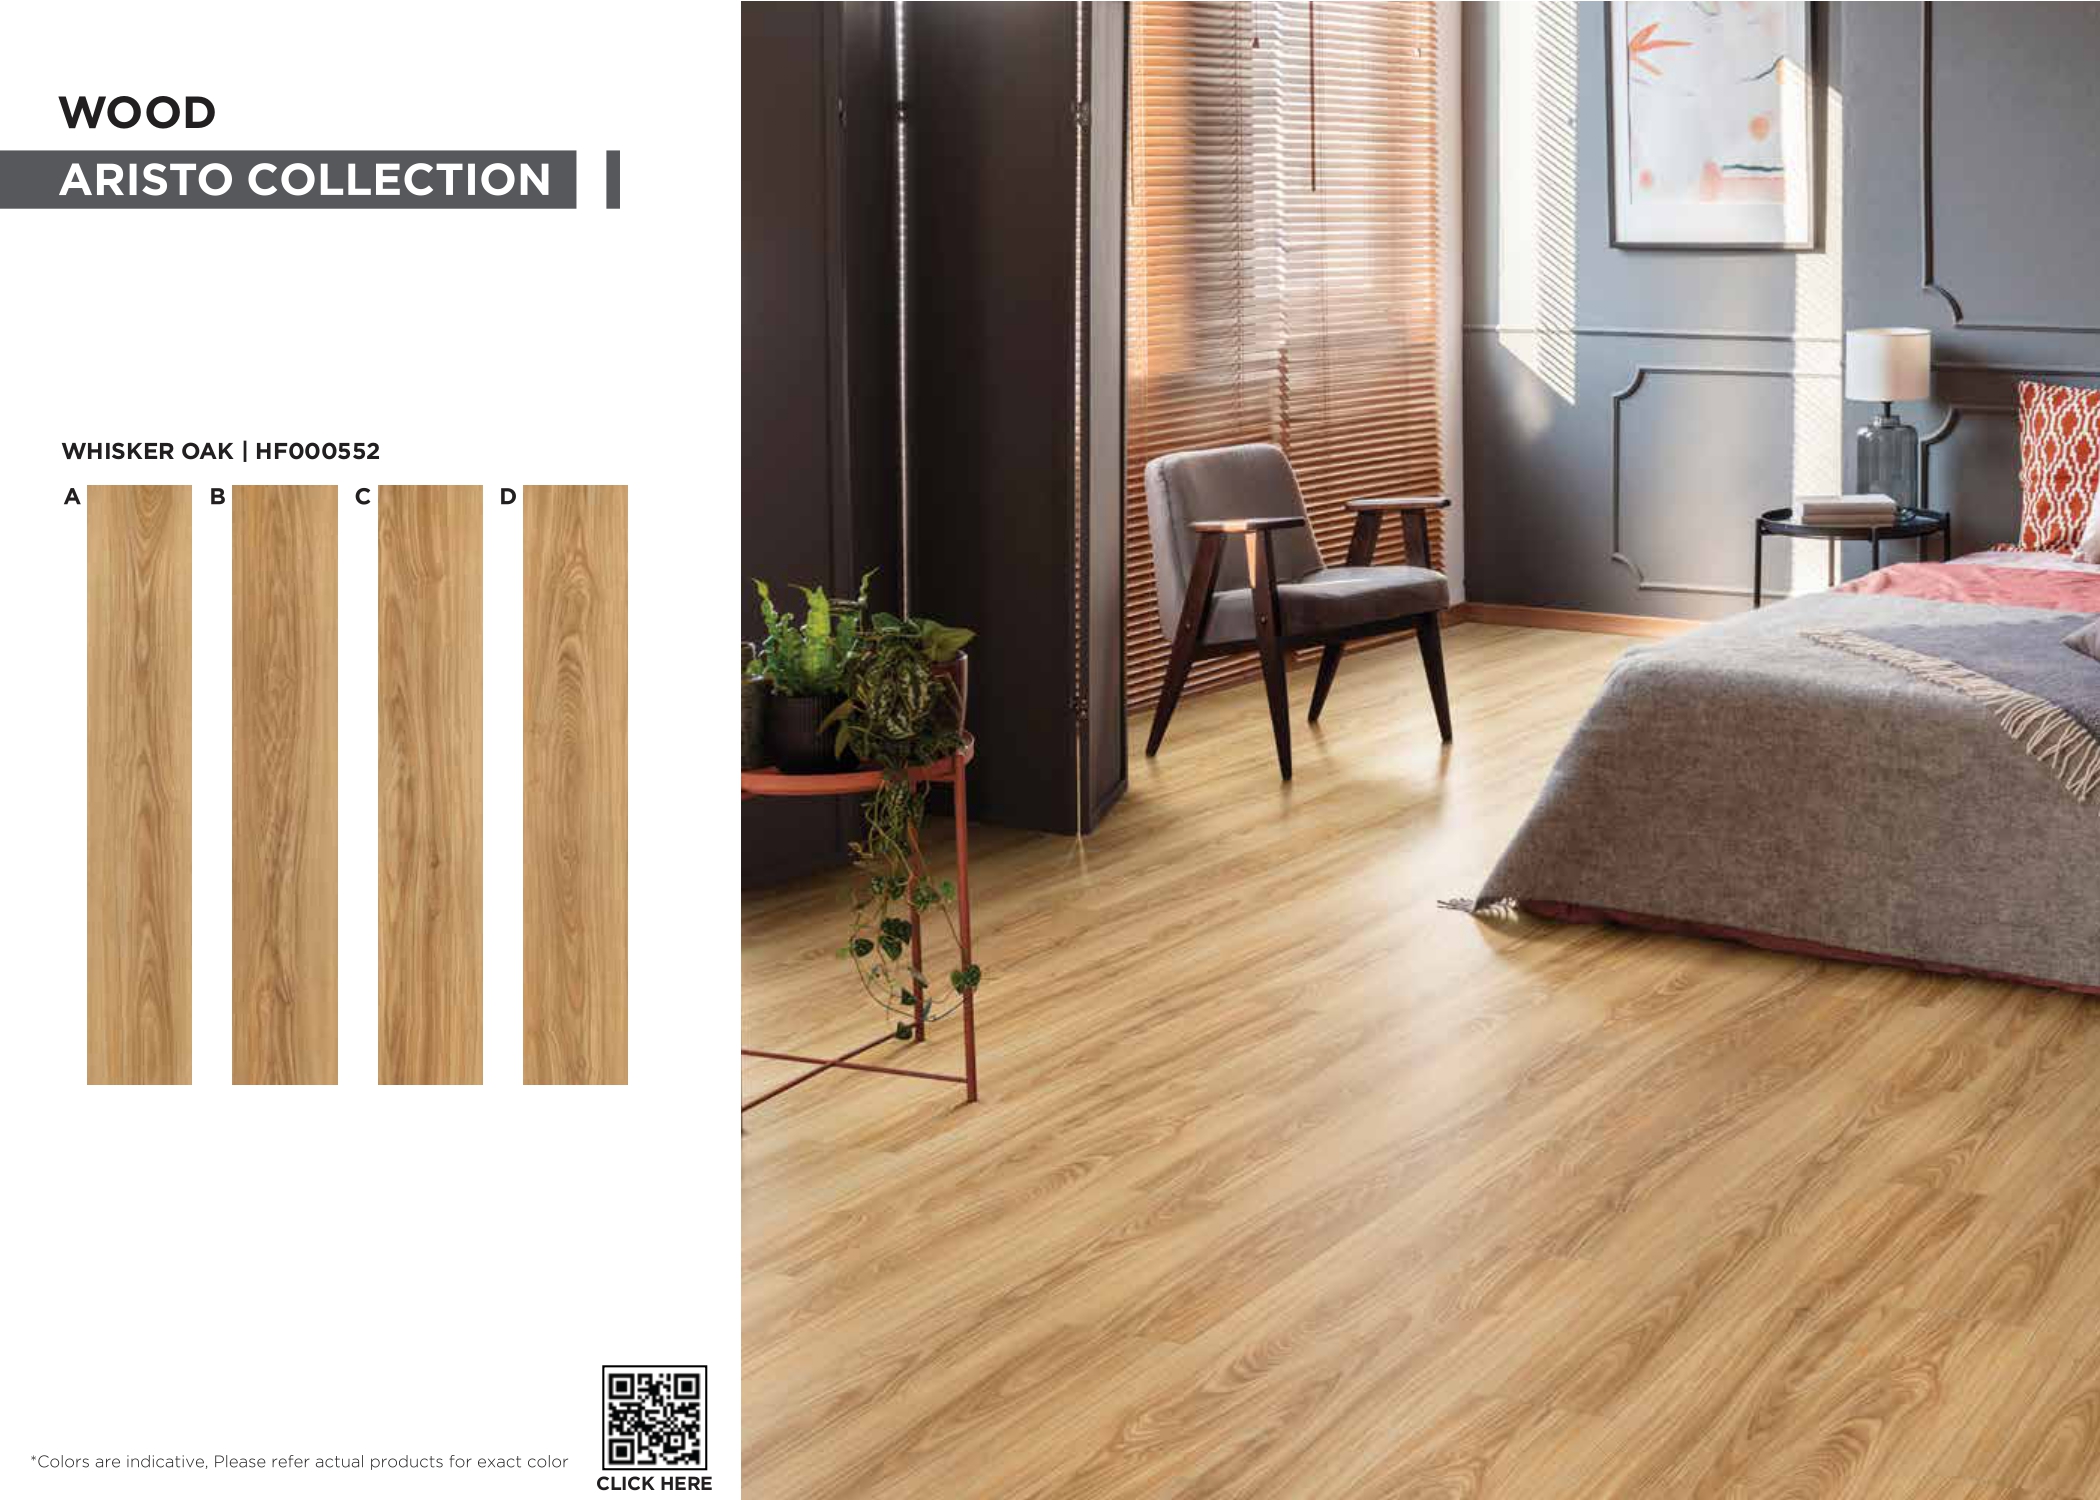 WOOD
ARISTO COLLECTION
WHISKER OAK | HF000552
A
B
C
D
*Colors are indicative, Please refer actual products for exact color
CLICK HERE